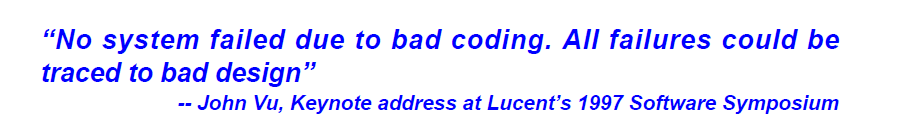 “No system failed due to bad coding. All failures could be
traced to bad design”
-- John Vu, Keynote address at Lucent’s 1997 Software Symposium